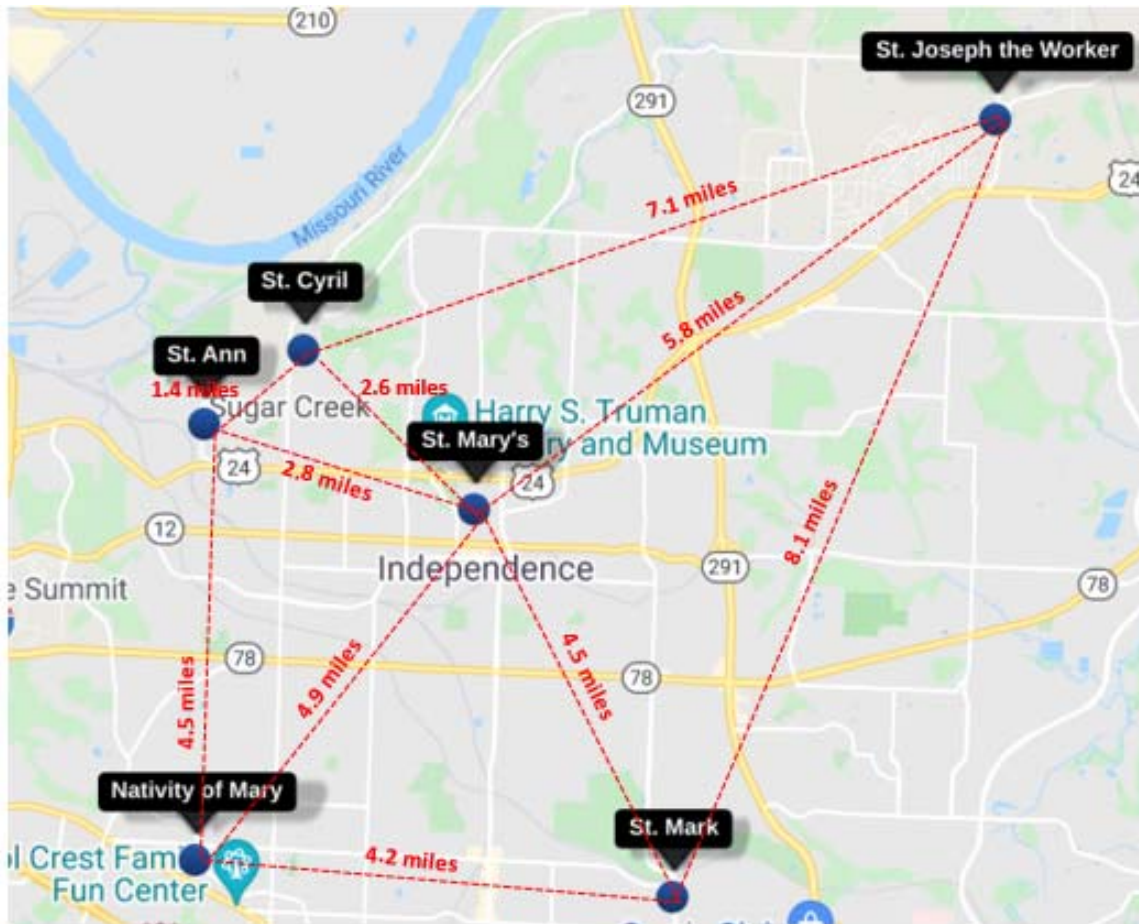 210
St. Joseph the Worker
291
24
Missouri River
7.1 miles
St. Cyril
5.8 miles
St. Ann
1.4 miles
2.6 miles
Sugar Creek
Harry S. Truman
St. Mary's
ry and Museum
24
2.8 miles
24
12
8.1 miles
Independence
291
78
e Summit
4.5 miles
78
4.9 miles
4.5 miles
78
Nativity of Mary
St. Mark
4.2 miles
ol Crest Fam
Fun Center